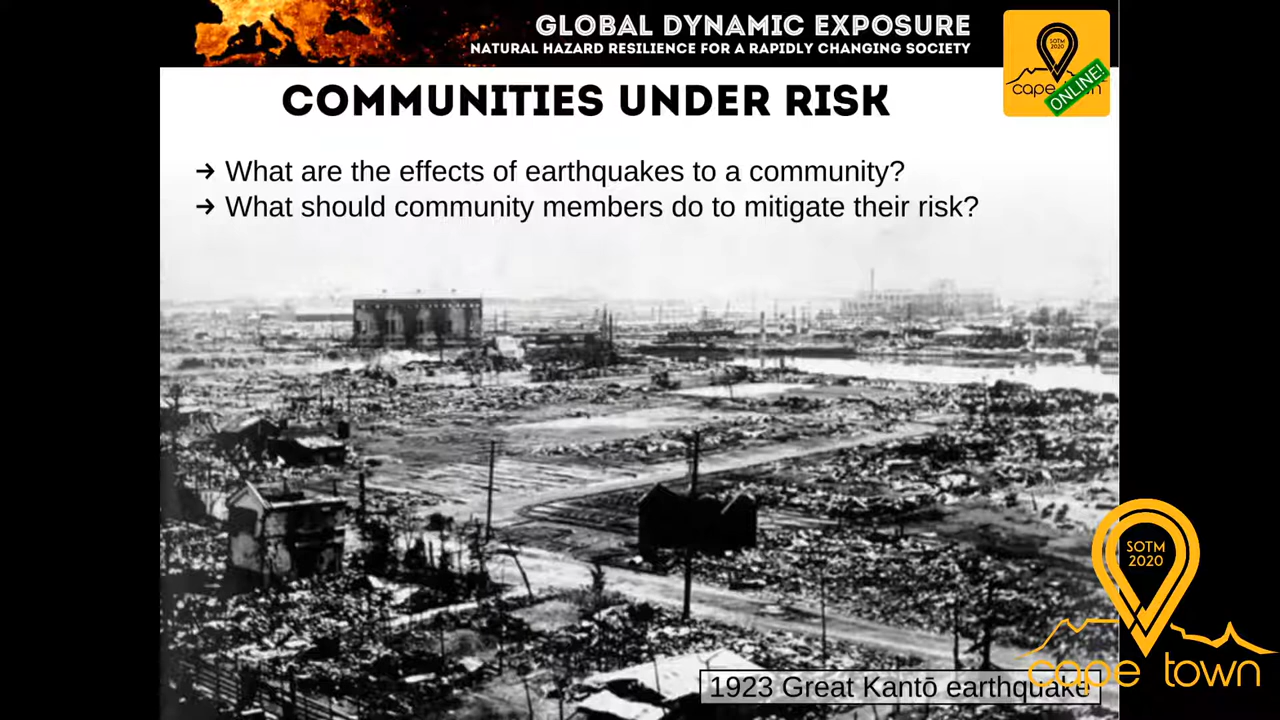 GLOBAL DYNAMIC EXPOSURE
NATURAL HAZARD RESILIENCE FOR A RAPIDLY CHANGING SOCIETY
SOTM
2020
cape town
ONLINE!
COMMUNITIES UNDER RISK
→ What are the effects of earthquakes to a community?
→ What should community members do to mitigate their risk?
SOTM
2020
cape town
1923 Great Kantō earthquake